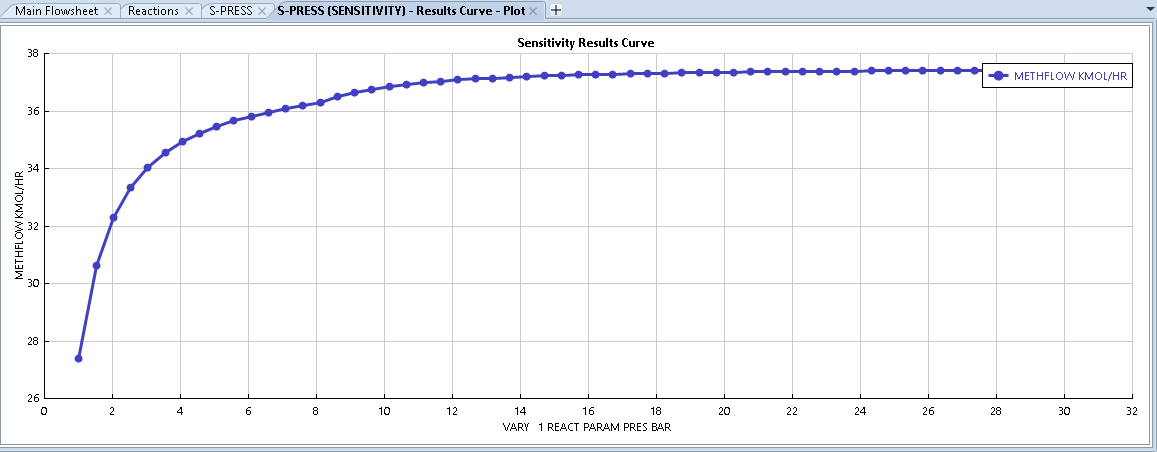 Main Flowsheet Reactions S-PRESS S-PRESS (SENSITIVITY) - Results Curve - Plot
Sensitivity Results Curve
METHFLOW KMOL/HR
38
36
34
32
30
28
26
METHFLOW KMOL/HR
0 2 4 6 8 10 12 14 16 18 20 22 24 26 28 30 32
VARY 1 REACT PARAM PRES BAR